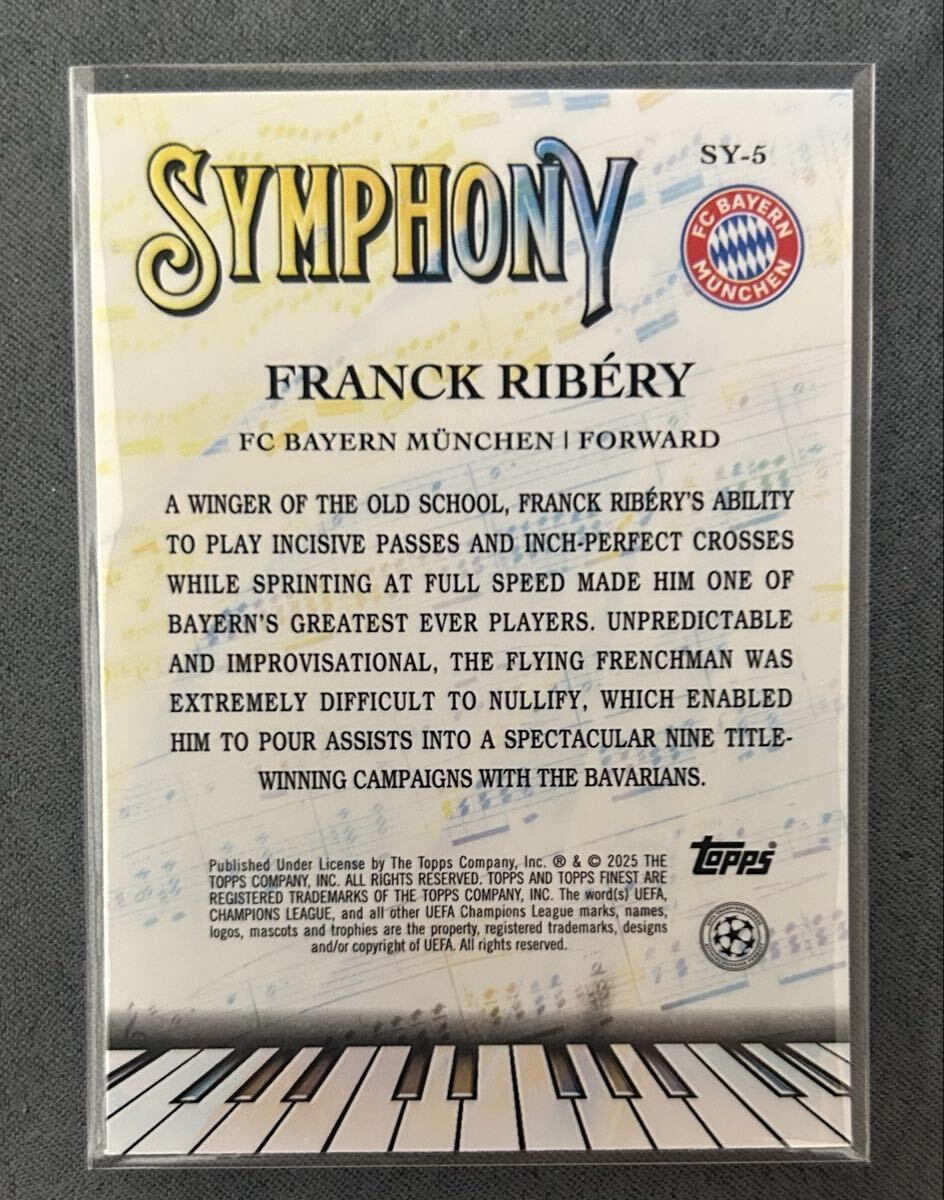 SYMPHONY
SY-5
FC BAYERN
MÜNCHEN
FRANCK RIBÉRY
FC BAYERN MÜNCHEN | FORWARD
A WINGER OF THE OLD SCHOOL, FRANCK RIBÉRY'S ABILITY
TO PLAY INCISIVE PASSES AND INCH-PERFECT CROSSES
WHILE SPRINTING AT FULL SPEED MADE HIM ONE OF
BAYERN'S GREATEST EVER PLAYERS. UNPREDICTABLE
AND IMPROVISATIONAL, THE FLYING FRENCHMAN WAS
EXTREMELY DIFFICULT TO NULLIFY, WHICH ENABLED
HIM TO POUR ASSISTS INTO A SPECTACULAR NINE TITLE-
WINNING CAMPAIGNS WITH THE BAVARIANS.
Published Under License by The Topps Company, Inc. ® & © 2025 THE
TOPPS COMPANY, INC. ALL RIGHTS RESERVED. TOPPS AND TOPPS FINEST ARE
REGISTERED TRADEMARKS OF THE TOPPS COMPANY, INC. The word(s) UEFA,
CHAMPIONS LEAGUE, and all other UEFA Champions League marks, names,
logos, mascots and trophies are the property, registered trademarks, designs
and/or copyright of UEFA. All rights reserved.
Topps®